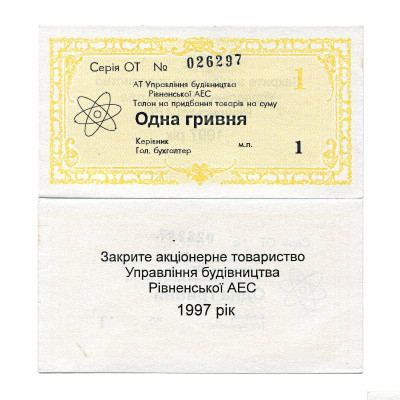 Серія ОТ № 026297
1
АТ Управління будівництва
Рівненської АЕС
Талон на придбання товарів на суму
Одна гривня
Керівник
м.п.
1
Гол. бухгалтер
Закрите акціонерне товариство
Управління будівництва
Рівненської АЕС
1997 рік